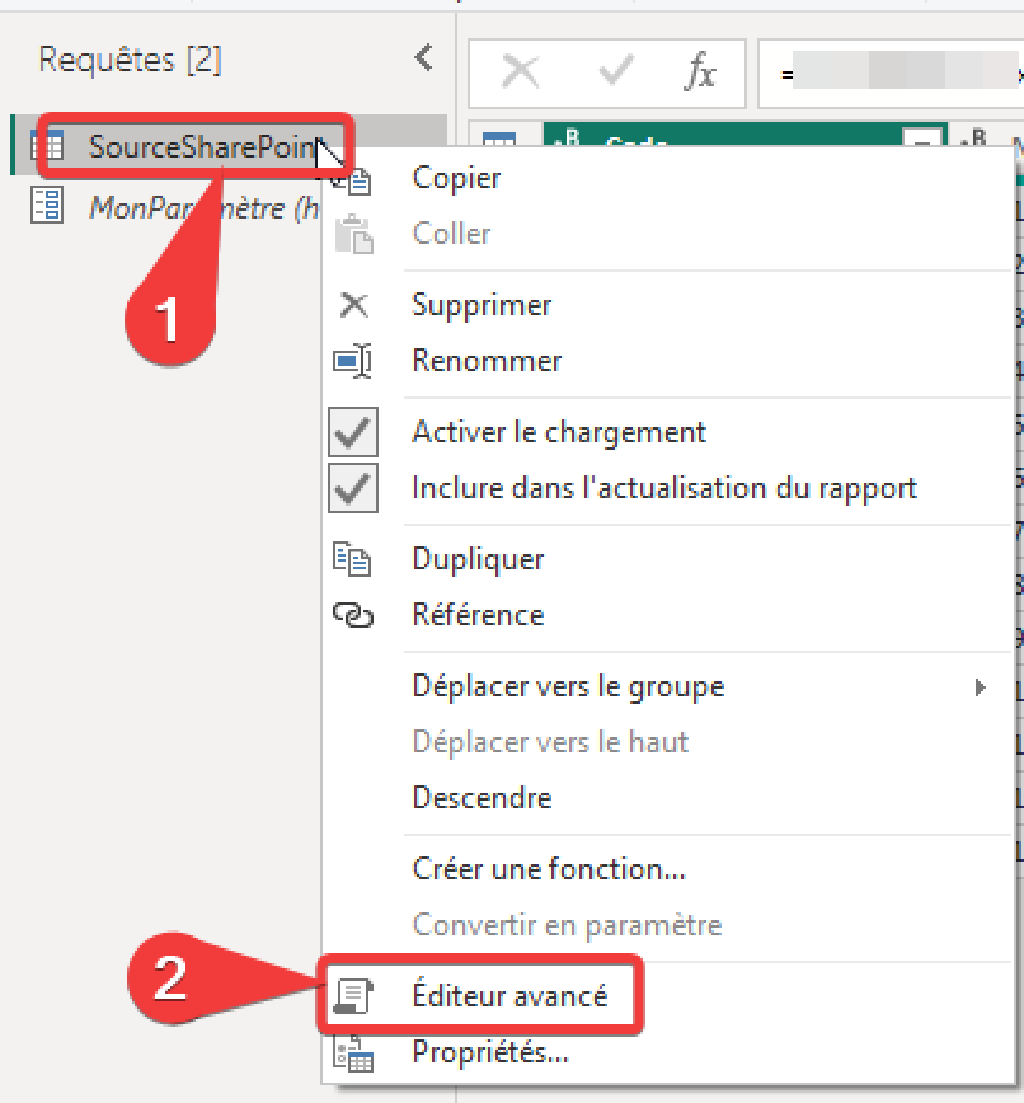 Requêtes [2]
fx
=
SourceSharePoin
MonPar nètre (h
1
Copier
Coller
Supprimer
Renommer
Activer le chargement
Inclure dans l'actualisation du rapport
Dupliquer
Référence
Déplacer vers le groupe
Déplacer vers le haut
Descendre
Créer une fonction...
Convertir en paramètre
2
Éditeur avancé
Propriétés...